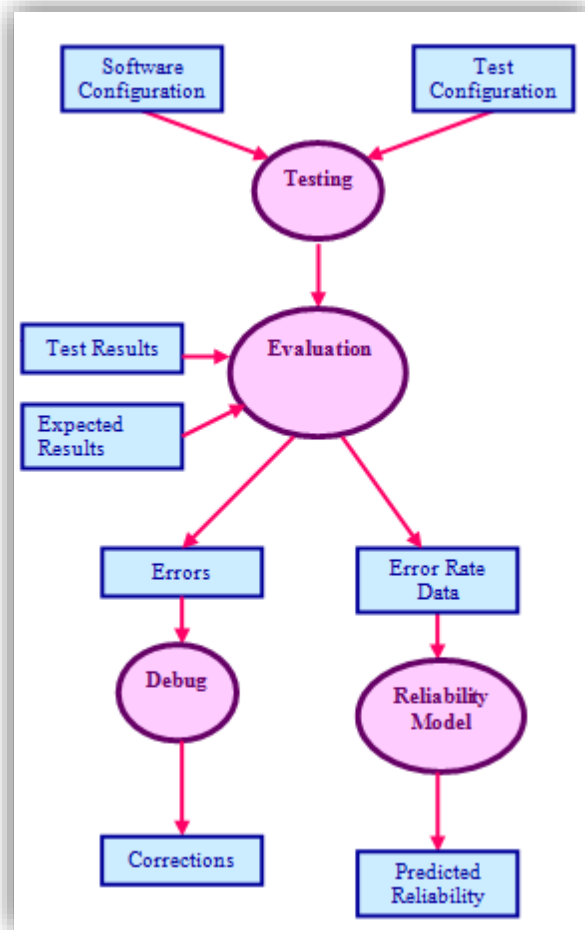 Software
Configuration
Test
Configuration
Testing
Evaluation
Test Results
Expected
Results
Errors
Error Rate
Data
Debug
Reliability
Model
Corrections
Predicted
Reliability